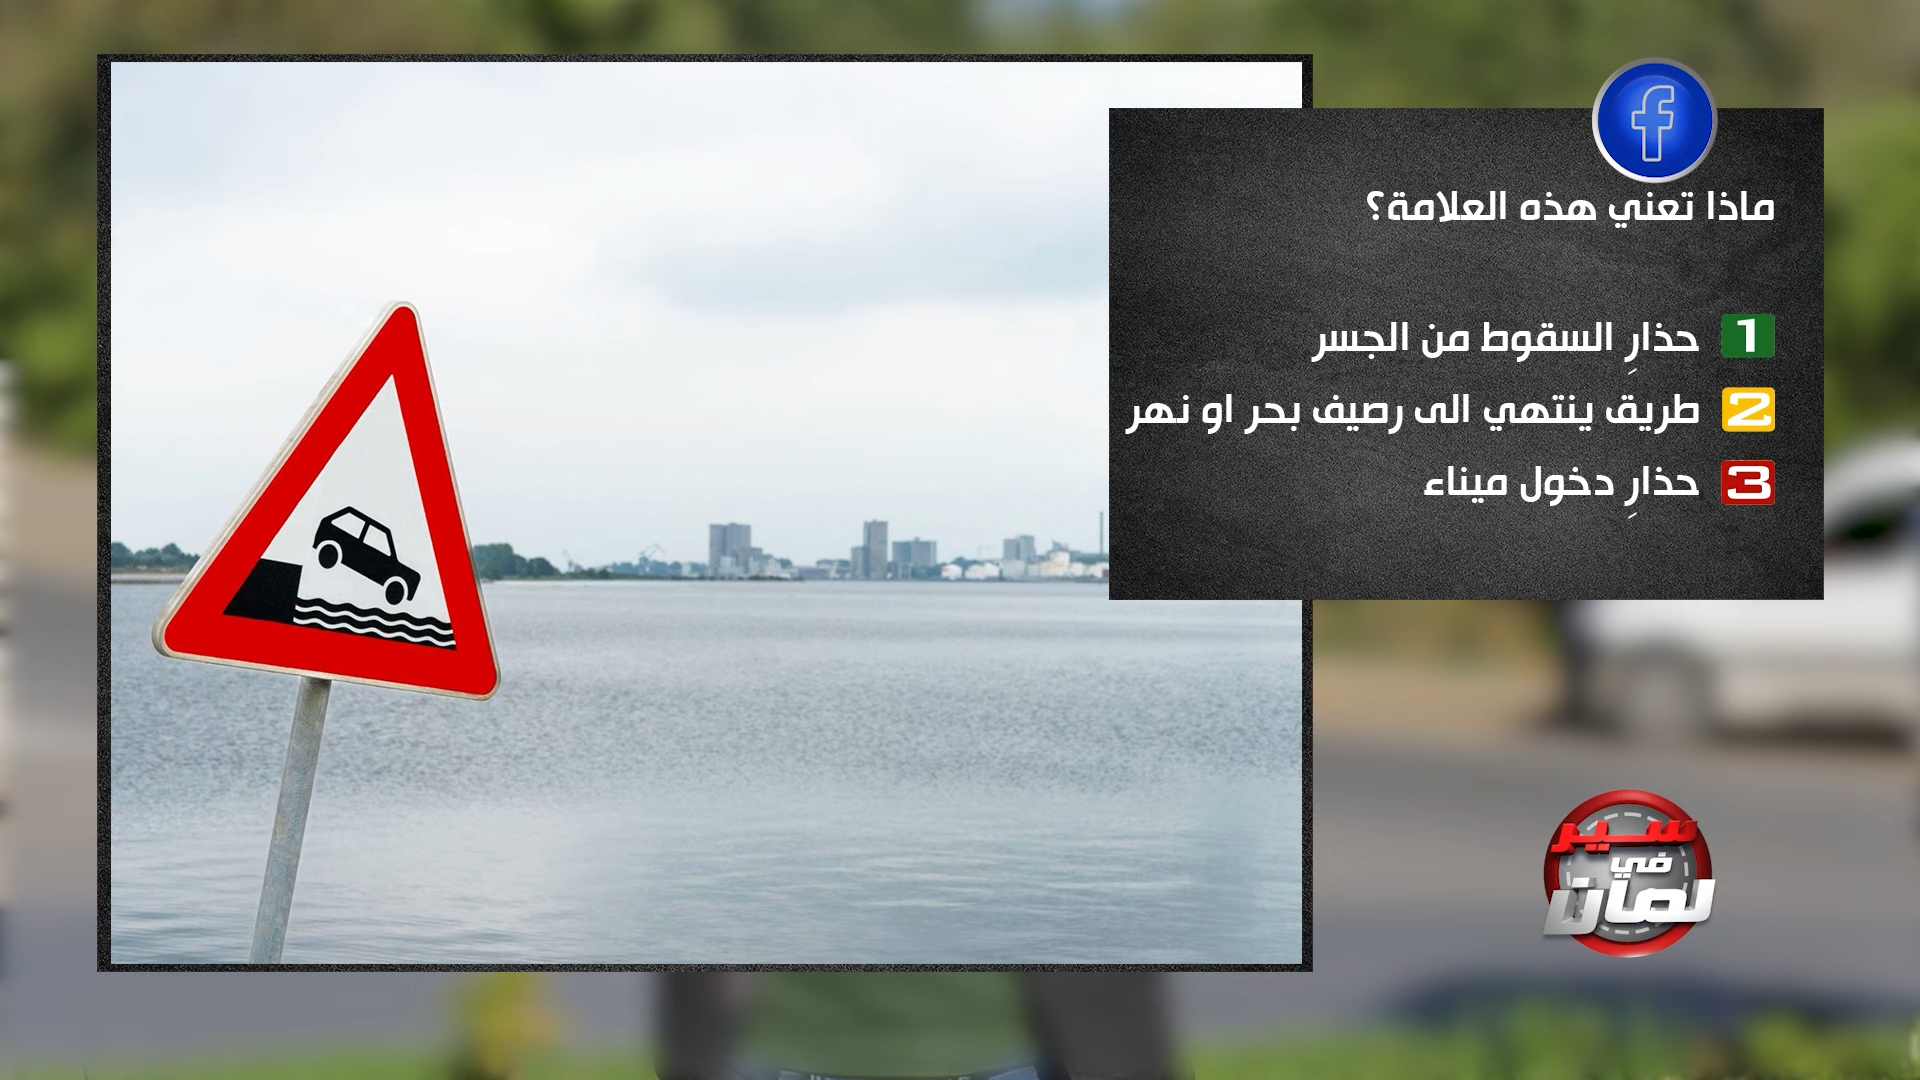 ماذا تعني هذه العلامة؟
1 حذارِ السقوط من الجسر
2 طريق ينتهي الى رصيف بحر او نهر
3 حذارِ دخول ميناء
سير
في
لمان